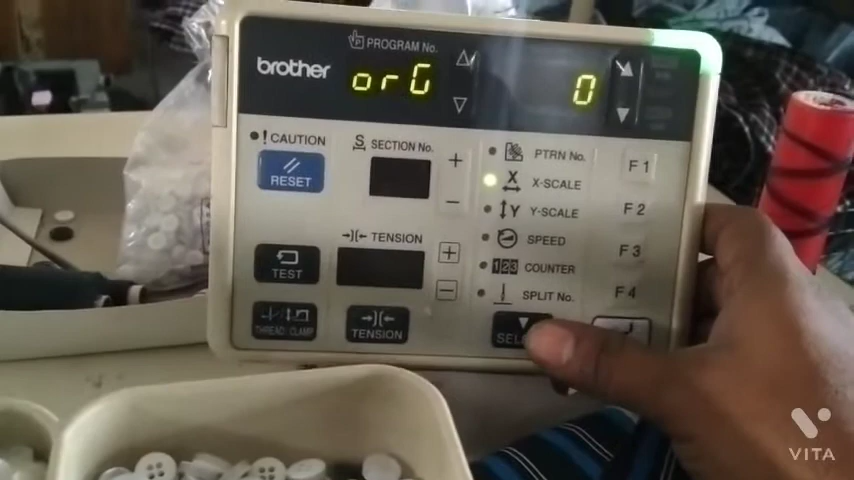 PROGRAM No.
brother
orG
0
! CAUTION
RESET
S SECTION No.
+
-
PTRN No.
F1
X X-SCALE
Y Y-SCALE
F2
TENSION
+
-
SPEED
F3
TEST
123 COUNTER
SPLIT No.
F4
THREAD/CLAMP
TENSION
VITA